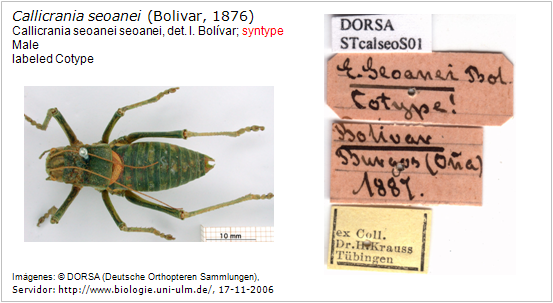 Callicrania seoanei (Bolivar, 1876)
Callicrania seoanei seoanei, det. I. Bolívar; syntype
Male
labeled Cotype
10 mm
Imágenes: © DORSA (Deutsche Orthopteren Sammlungen),
Servidor: http://www.biologie.uni-ulm.de/, 17-11-2006
DORSA
STcalseoS01
E. Seoanei Bol.
Cotype!
Bolivar
Burgos (Oña)
1887.
ex Coll.
Dr. H. Krauss
Tübingen